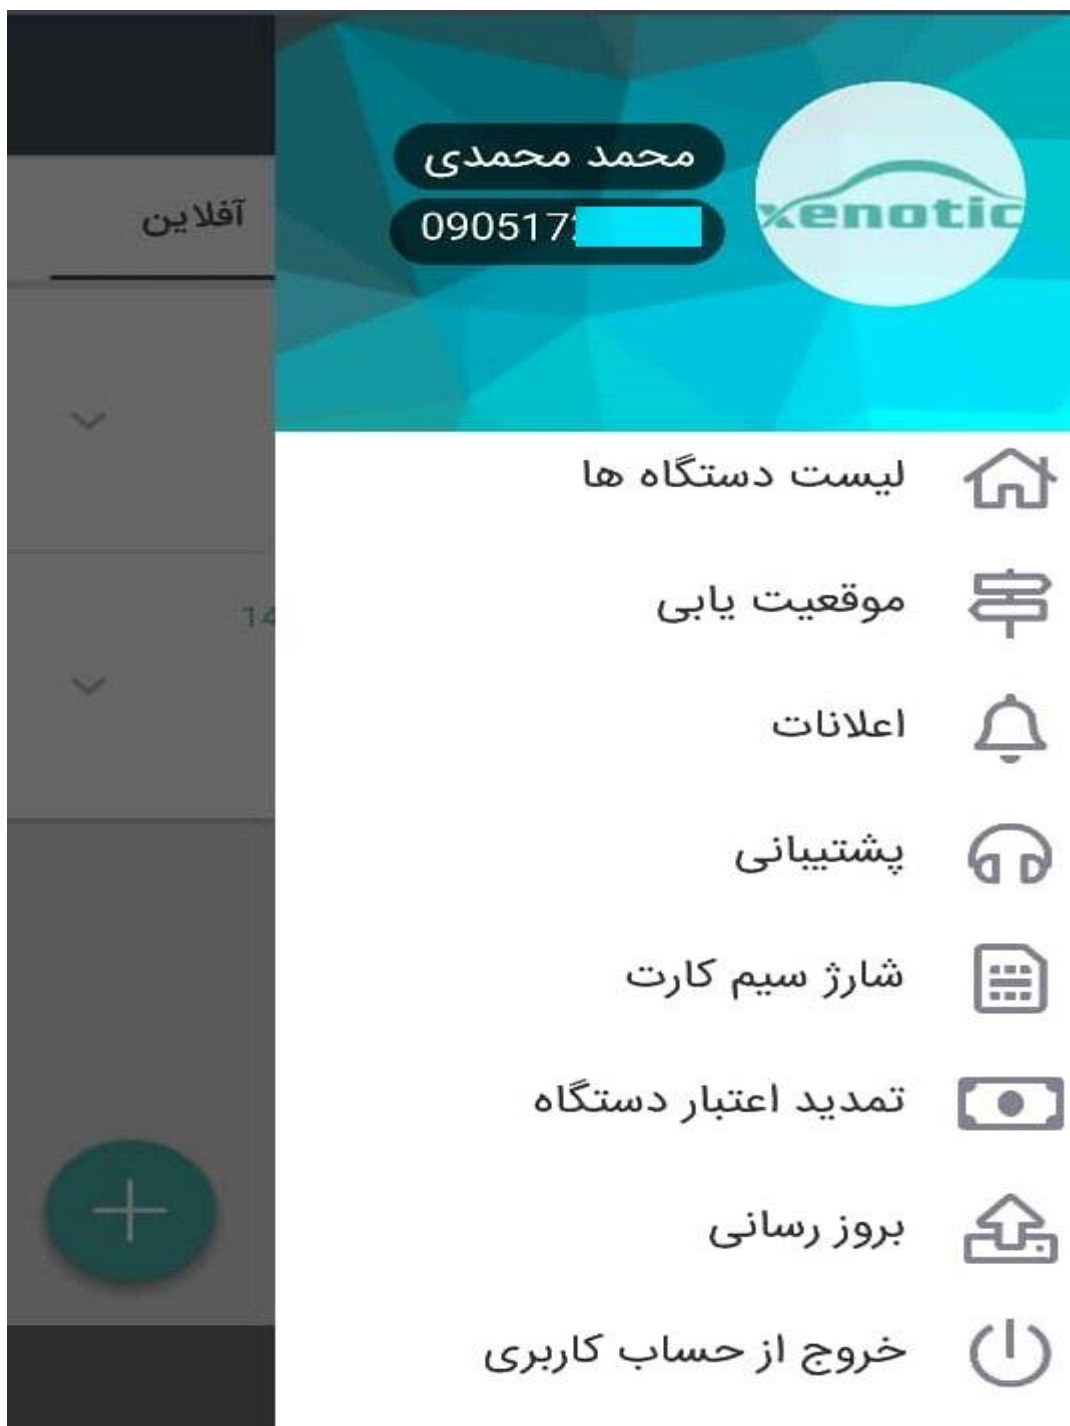 محمد محمدی
xenotic
090517
آفلاین
لیست دستگاه ها
موقعیت یابی
14
اعلانات
پشتیبانی
شارژ سیم کارت
تمدید اعتبار دستگاه
بروز رسانی
خروج از حساب کاربری